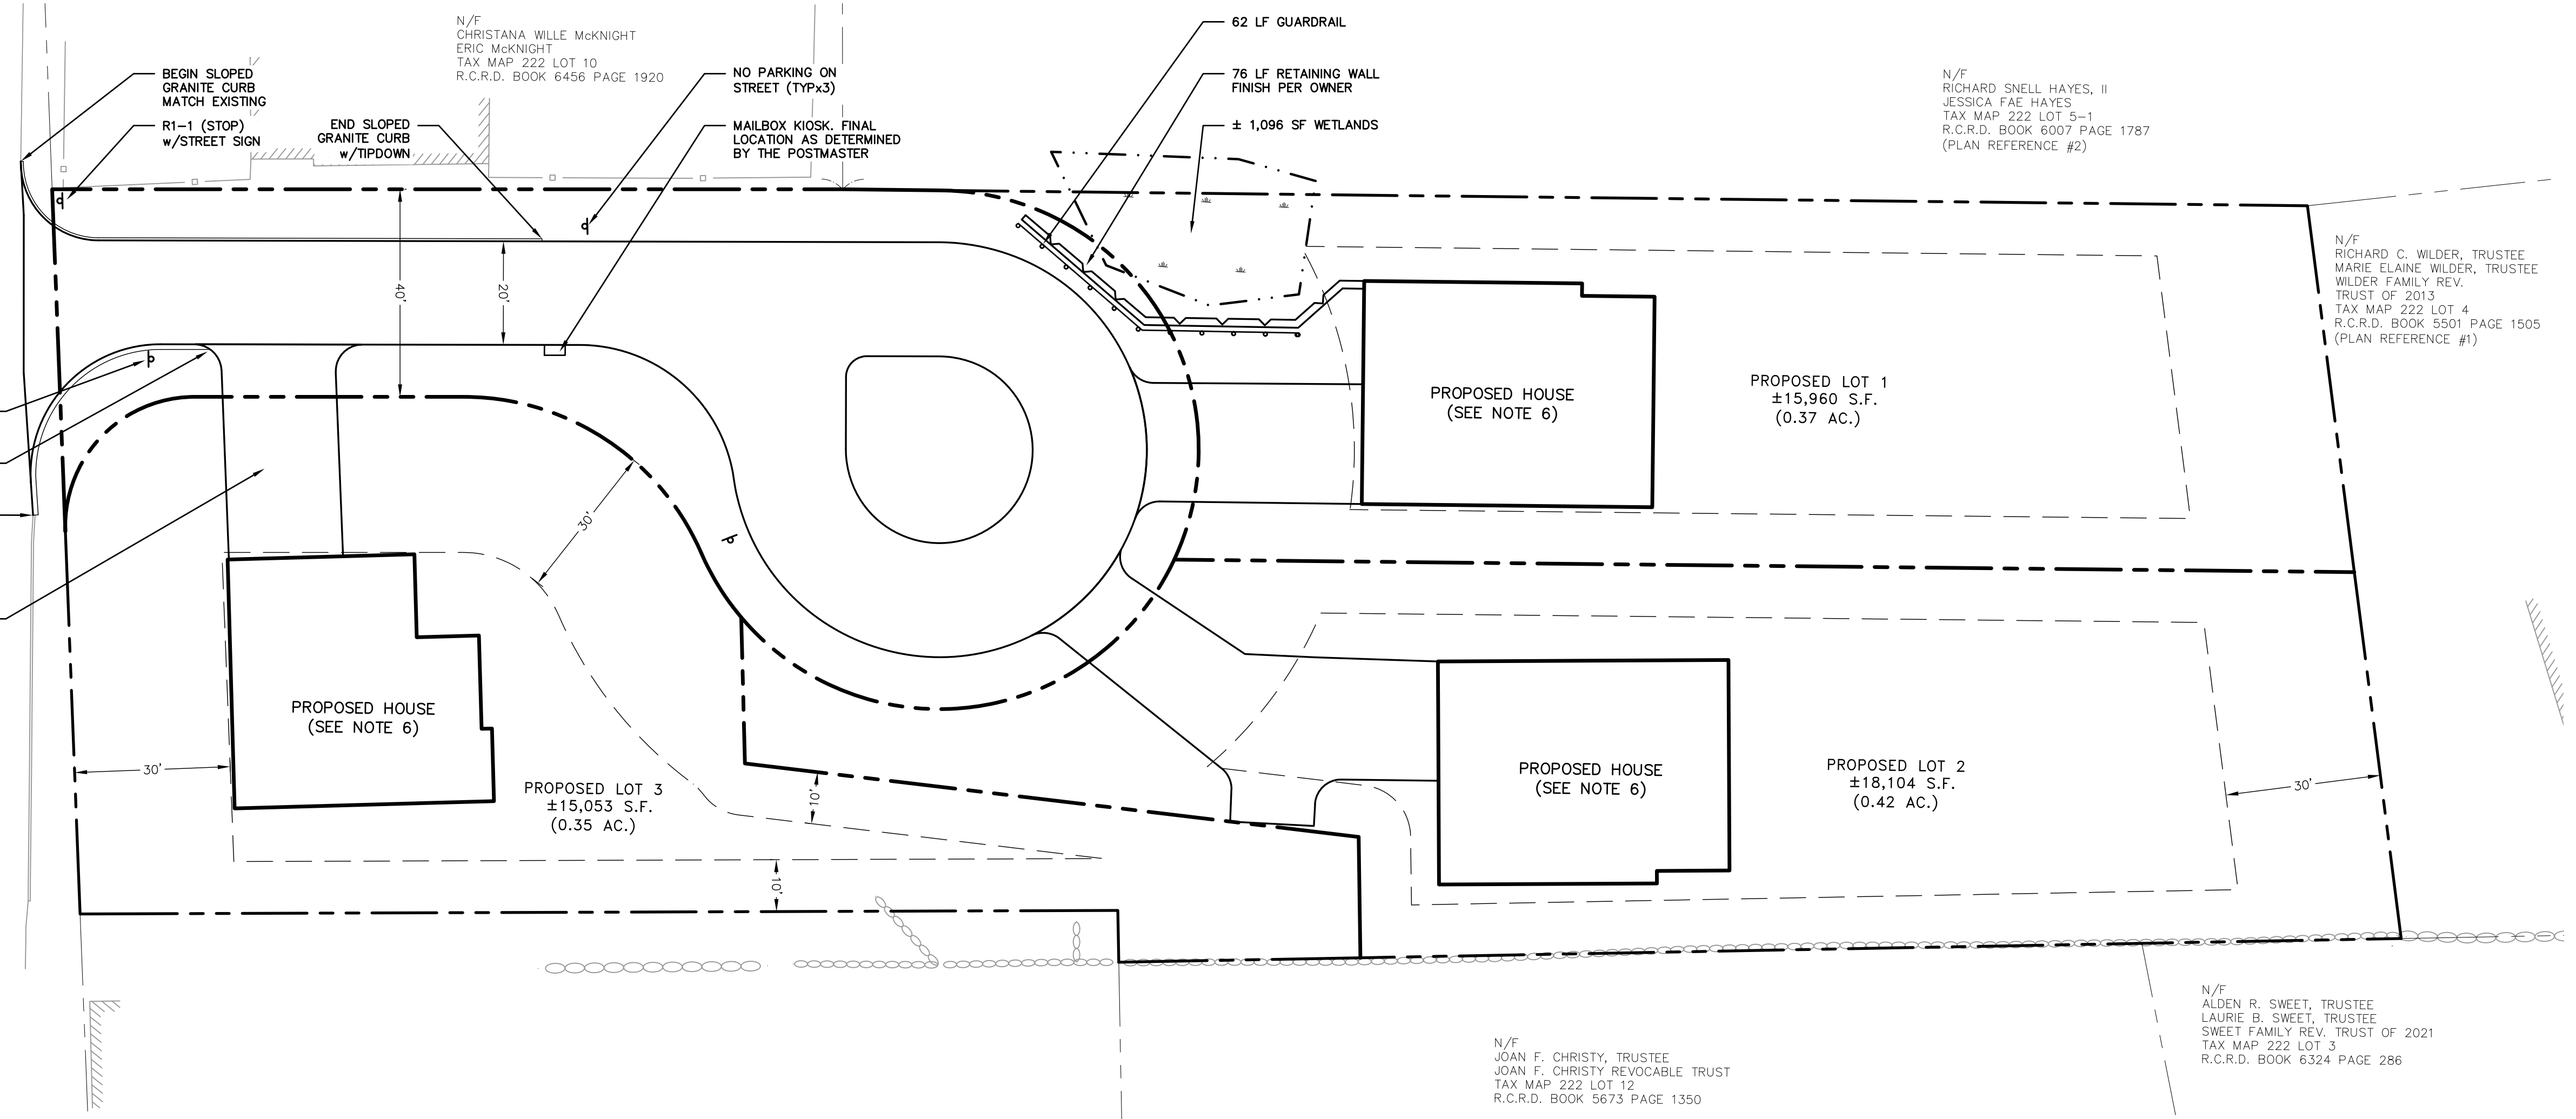 N/F
CHRISTANA WILLE McKNIGHT
ERIC McKNIGHT
TAX MAP 222 LOT 10
R.C.R.D. BOOK 6456 PAGE 1920
BEGIN SLOPED
GRANITE CURB
MATCH EXISTING
R1-1 (STOP)
w/STREET SIGN
END SLOPED
GRANITE CURB
w/TIPDOWN
NO PARKING ON
STREET (TYPx3)
MAILBOX KIOSK. FINAL
LOCATION AS DETERMINED
BY THE POSTMASTER
62 LF GUARDRAIL
76 LF RETAINING WALL
FINISH PER OWNER
± 1,096 SF WETLANDS
N/F
RICHARD SNELL HAYES, II
JESSICA FAE HAYES
TAX MAP 222 LOT 5-1
R.C.R.D. BOOK 6007 PAGE 1787
(PLAN REFERENCE #2)
N/F
RICHARD C. WILDER, TRUSTEE
MARIE ELAINE WILDER, TRUSTEE
WILDER FAMILY REV.
TRUST OF 2013
TAX MAP 222 LOT 4
R.C.R.D. BOOK 5501 PAGE 1505
(PLAN REFERENCE #1)
40'
20'
30'
PROPOSED HOUSE
(SEE NOTE 6)
PROPOSED LOT 1
±15,960 S.F.
(0.37 AC.)
PROPOSED HOUSE
(SEE NOTE 6)
30'
PROPOSED LOT 3
±15,053 S.F.
(0.35 AC.)
10'
10'
PROPOSED HOUSE
(SEE NOTE 6)
PROPOSED LOT 2
±18,104 S.F.
(0.42 AC.)
30'
N/F
JOAN F. CHRISTY, TRUSTEE
JOAN F. CHRISTY REVOCABLE TRUST
TAX MAP 222 LOT 12
R.C.R.D. BOOK 5673 PAGE 1350
N/F
ALDEN R. SWEET, TRUSTEE
LAURIE B. SWEET, TRUSTEE
SWEET FAMILY REV. TRUST OF 2021
TAX MAP 222 LOT 3
R.C.R.D. BOOK 6324 PAGE 286